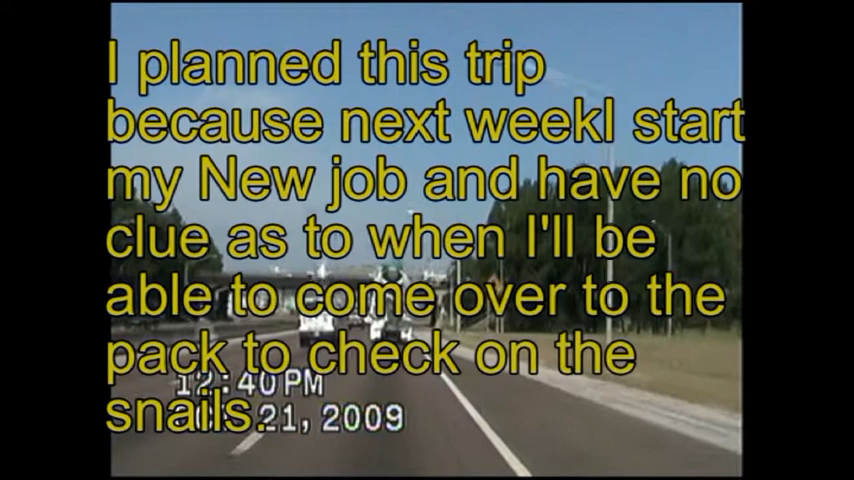 I planned this trip
because next weekI start
my New job and have no
clue as to when I'll be
able to come over to the
pack to check on the
snails.
12:40 PM
21, 2009